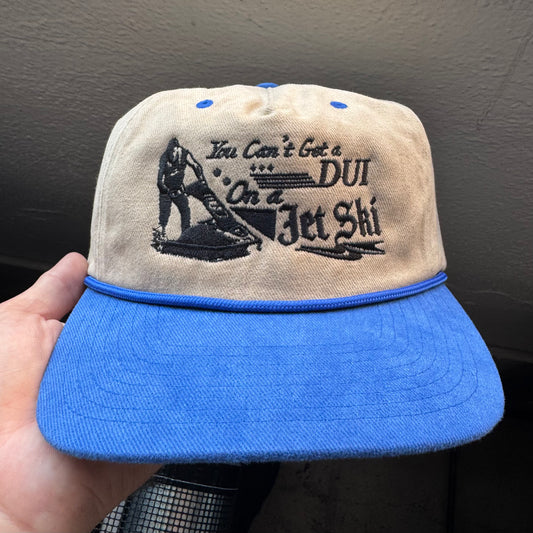 You Can't Get a
DUI
On a
Jet Ski